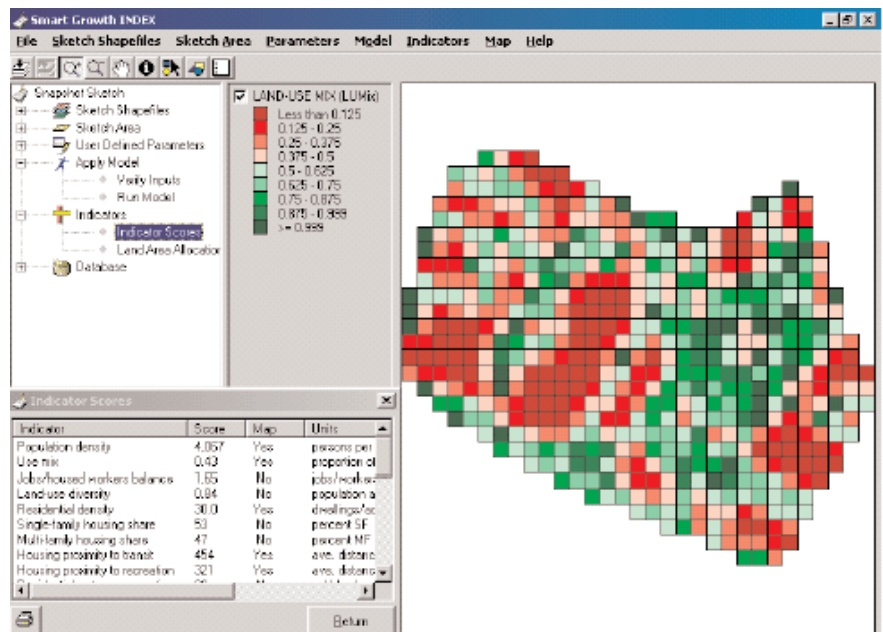 Smart Growth INDEX
File Sketch Shapefiles Sketch Area Parameters Model Indicators Map Help
Snapshot Sketch
Sketch Shapefiles
Sketch Area
User Defined Parameters
Apply Model
Verify Inputs
Run Model
Indicators
Indicator Scores
Land Area Allocation
Database
LAND-USE MIX (LUMix)
Less than 0.125
0.125 - 0.25
0.25 - 0.375
0.375 - 0.5
0.5 - 0.625
0.625 - 0.75
0.75 - 0.875
0.875 - 0.999
>= 0.999
Indicator Scores
Indicator Score Map Units
Population density 4,067 Yes persons per
Use mix 0.43 Yes proportion of
Jobs/housed workers balance 1.65 No jobs/worker
Land-use diversity 0.84 No population a
Residential density 30.0 Yes dwellings/ac
Single-family housing share 53 No percent SF
Multi-family housing share 47 No percent MF
Housing proximity to transit 454 Yes ave. distanc
Housing proximity to recreation 321 Yes ave. distanc
Return